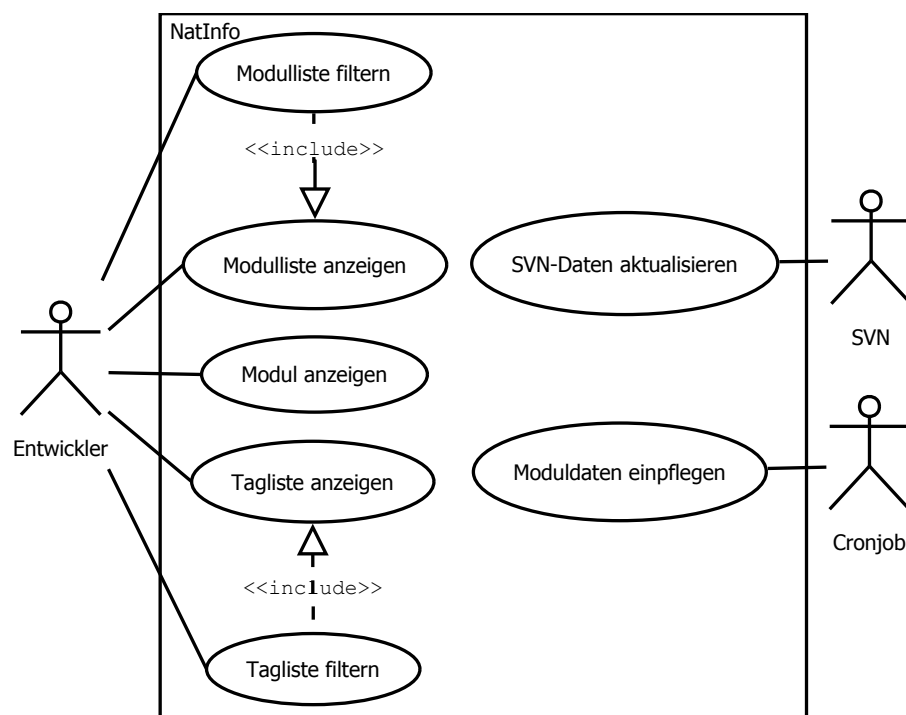 NatInfo
Modulliste filtern
<<include>>
Modulliste anzeigen
SVN-Daten aktualisieren
SVN
Modul anzeigen
Entwickler
Tagliste anzeigen
Moduldaten einpflegen
Cronjob
<<include>>
Tagliste filtern